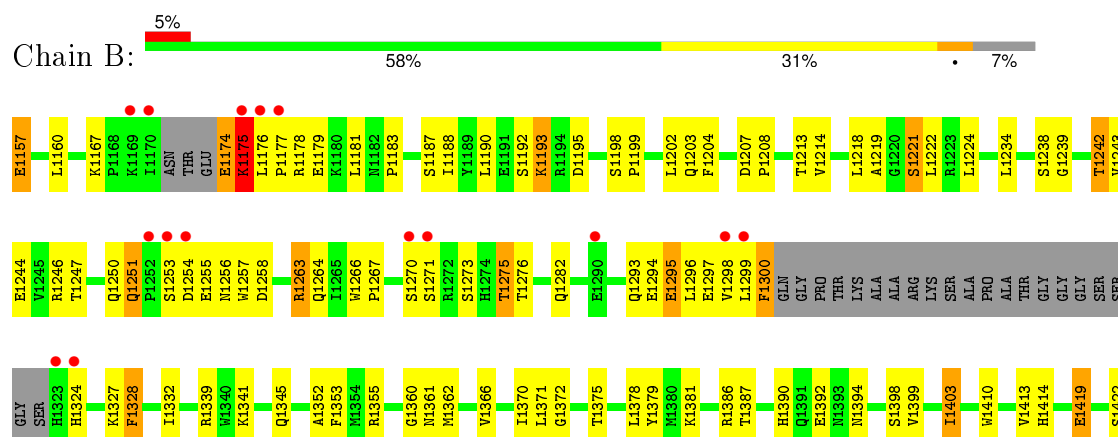 5%
Chain B:
58% 31% • 7%
E1157 L1160 K1167 P1168 K1169 I1170 ASN THR GLU E1174 K1175 L1176 P1177 R1178 E1179 K1180 L1181 N1182 P1183 S1187 I1188 Y1189 L1190 E1191 S1192 K1193 R1194 D1195 S1198 P1199 L1202 Q1203 F1204 D1207 P1208 T1213 V1214 L1218 A1219 G1220 S1221 L1222 R1223 L1224 L1234 S1238 G1239 T1242
E1244 V1245 R1246 T1247 Q1250 Q1251 P1252 S1253 D1254 E1255 N1256 W1257 D1258 R1263 Q1264 I1265 W1266 P1267 S1270 S1271 R1272 S1273 H1274 T1275 T1276 Q1282 E1290 Q1293 E1294 E1295 L1296 E1297 V1298 L1299 F1300 GLN GLY PRO THR LYS ALA ALA ARG LYS SER ALA PRO ALA THR GLY GLY GLY SER
GLY SER H1323 H1324 K1327 F1328 I1332 R1339 W1340 K1341 Q1345 A1352 F1353 M1354 R1355 G1360 N1361 M1362 V1366 I1370 L1371 G1372 T1375 L1378 Y1379 M1380 K1381 R1386 T1387 H1390 Q1391 E1392 N1393 N1394 S1398 V1399 I1403 W1410 V1413 H1414 E1419